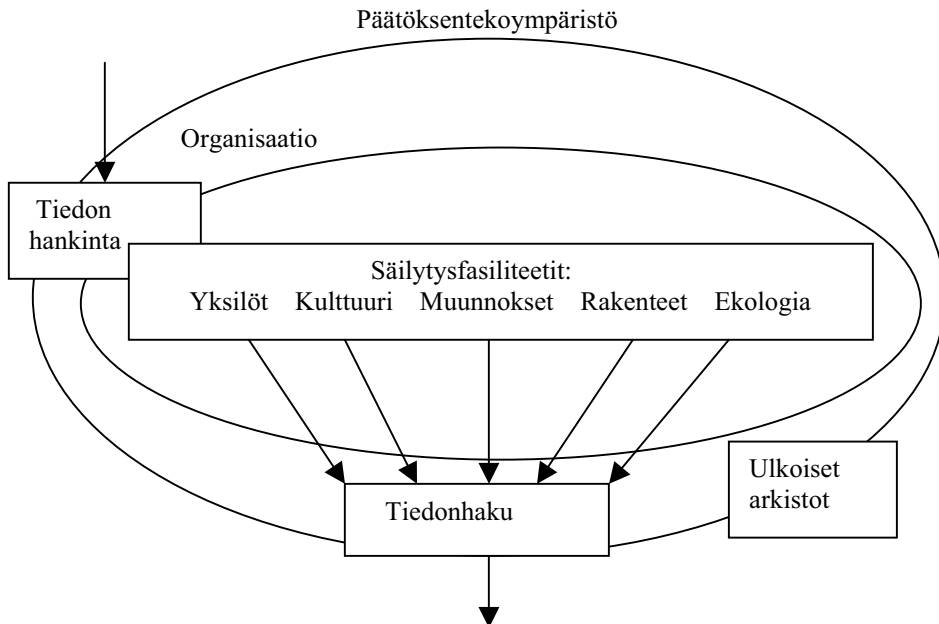 Päätöksentekoympäristö
Organisaatio
Tiedon
hankinta
Säilytysfasiliteetit:
Yksilöt Kulttuuri Muunnokset Rakenteet Ekologia
Ulkoiset
arkistot
Tiedonhaku